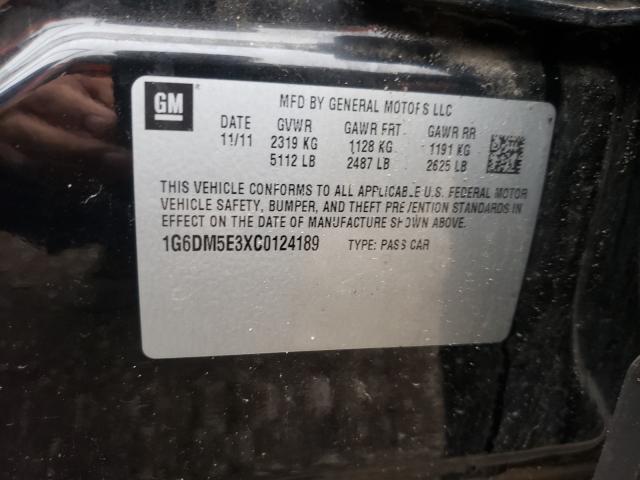 GM
MFD BY GENERAL MOTORS LLC
DATE GVWR GAWR FRT GAWR RR
11/11 2319 KG 1128 KG 1191 KG
5112 LB 2487 LB 2625 LB
THIS VEHICLE CONFORMS TO ALL APPLICABLE U.S. FEDERAL MOTOR
VEHICLE SAFETY, BUMPER, AND THEFT PREVENTION STANDARDS IN
EFFECT ON THE DATE OF MANUFACTURE SHOWN ABOVE.
1G6DM5E3XC0124189 TYPE: PASS CAR